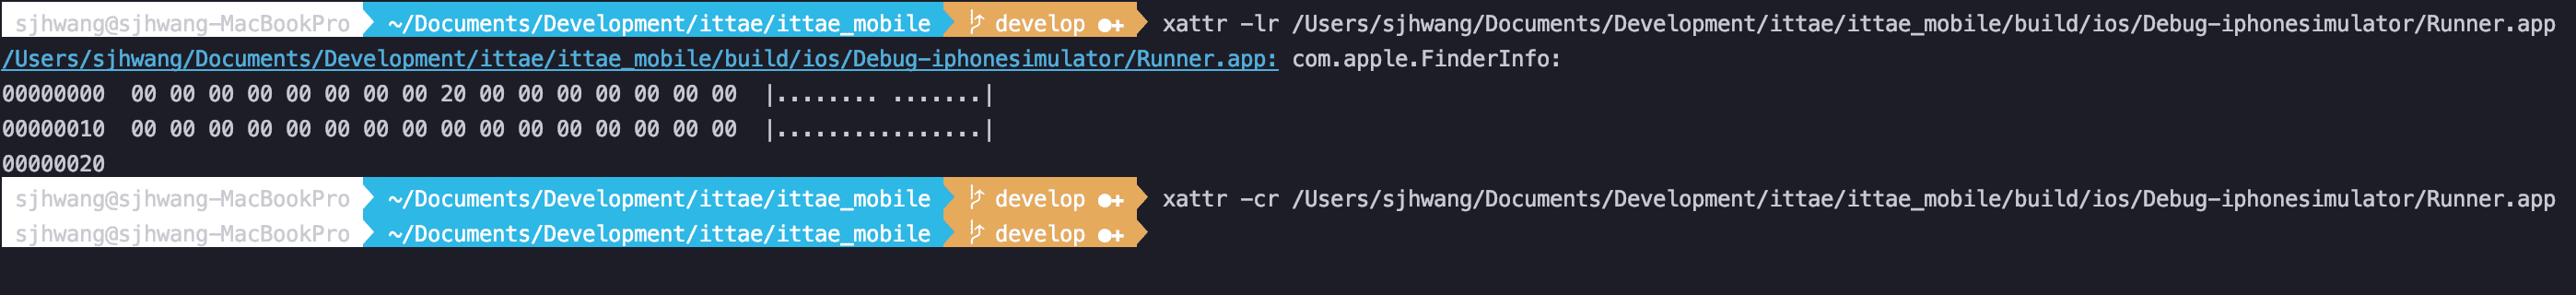 sjhwang@sjhwang-MacBookPro ~/Documents/Development/ittae/ittae_mobile develop ●+ xattr -lr /Users/sjhwang/Documents/Development/ittae/ittae_mobile/build/ios/Debug-iphonesimulator/Runner.app
/Users/sjhwang/Documents/Development/ittae/ittae_mobile/build/ios/Debug-iphonesimulator/Runner.app: com.apple.FinderInfo:
00000000  00 00 00 00 00 00 00 00 20 00 00 00 00 00 00 00  |........ .......|
00000010  00 00 00 00 00 00 00 00 00 00 00 00 00 00 00 00  |................|
00000020
sjhwang@sjhwang-MacBookPro ~/Documents/Development/ittae/ittae_mobile develop ●+ xattr -cr /Users/sjhwang/Documents/Development/ittae/ittae_mobile/build/ios/Debug-iphonesimulator/Runner.app
sjhwang@sjhwang-MacBookPro ~/Documents/Development/ittae/ittae_mobile develop ●+